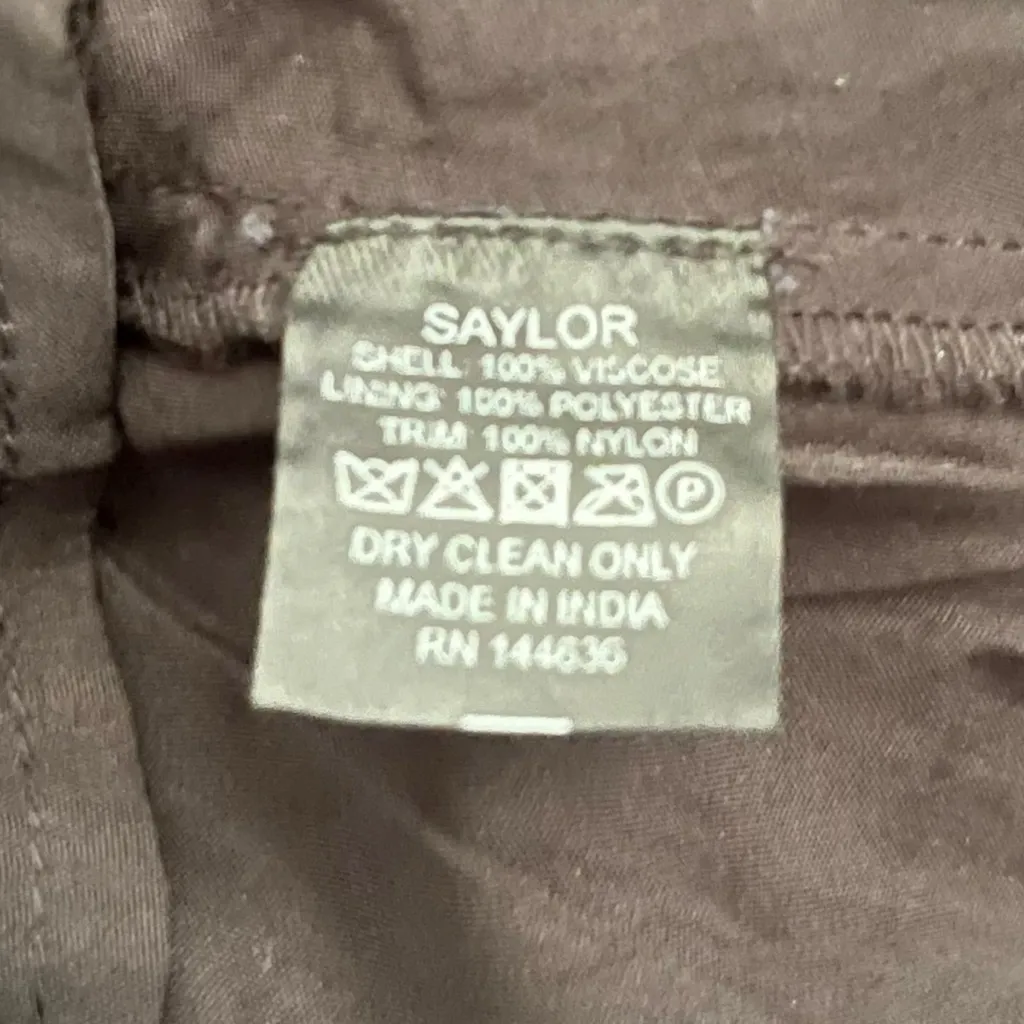 SAYLOR
SHELL: 100% VISCOSE
LINING: 100% POLYESTER
TRIM: 100% NYLON
P
DRY CLEAN ONLY
MADE IN INDIA
RN 144636